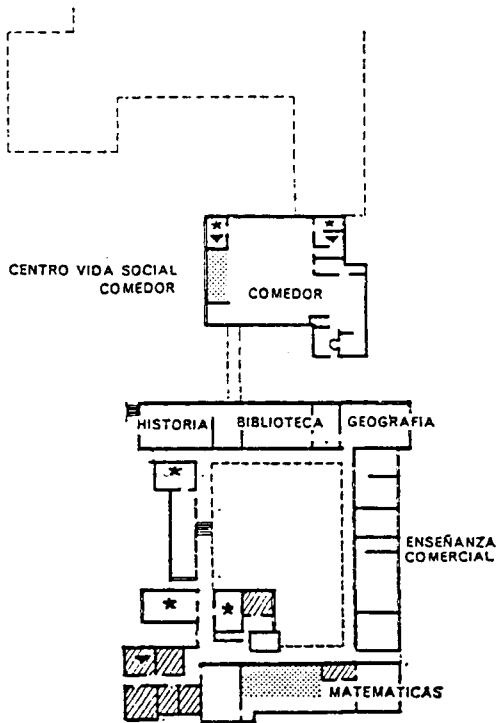 CENTRO VIDA SOCIAL
COMEDOR
COMEDOR
HISTORIA
BIBLIOTECA
GEOGRAFIA
ENSEÑANZA
COMERCIAL
MATEMATICAS